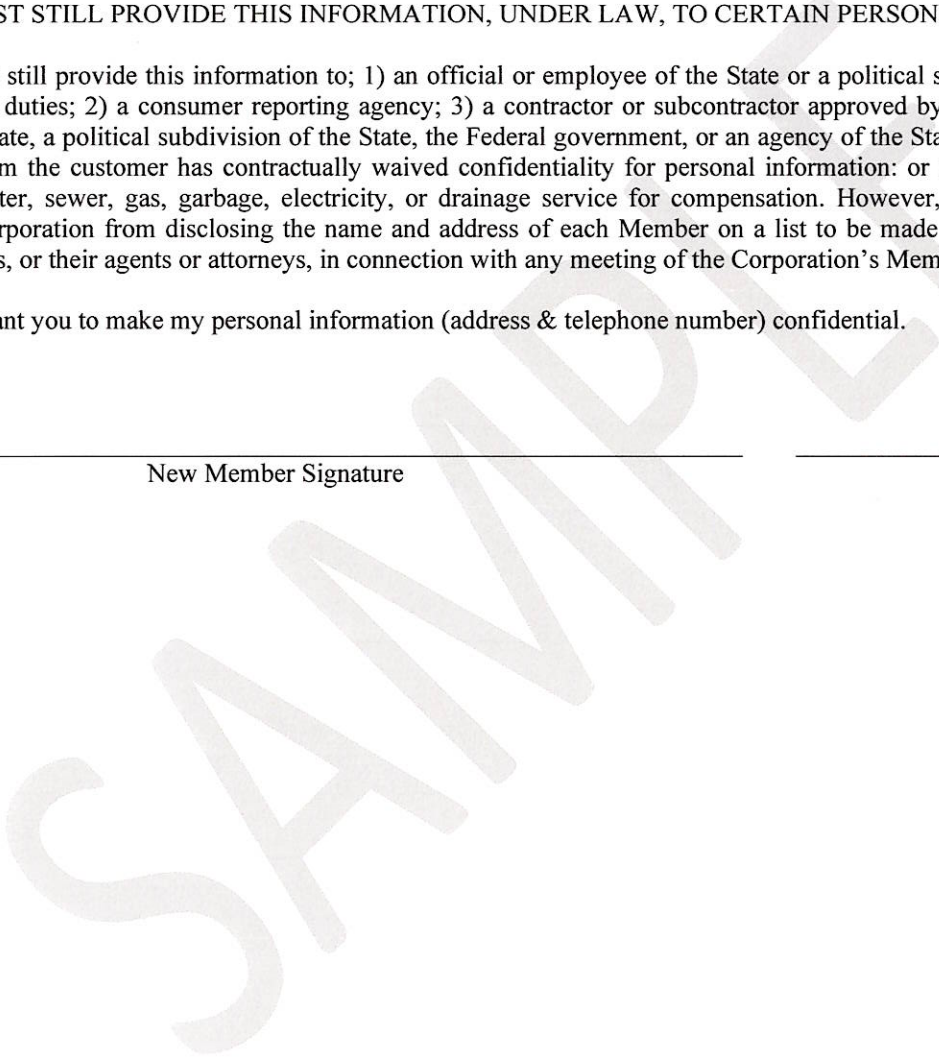 ST STILL PROVIDE THIS INFORMATION, UNDER LAW, TO CERTAIN PERSON
still provide this information to; 1) an official or employee of the State or a political s
duties; 2) a consumer reporting agency; 3) a contractor or subcontractor approved by
ate, a political subdivision of the State, the Federal government, or an agency of the Sta
m the customer has contractually waived confidentiality for personal information: or
ter, sewer, gas, garbage, electricity, or drainage service for compensation. However,
rporation from disclosing the name and address of each Member on a list to be made
s, or their agents or attorneys, in connection with any meeting of the Corporation's Mem
ant you to make my personal information (address & telephone number) confidential.
New Member Signature
SAMPLE